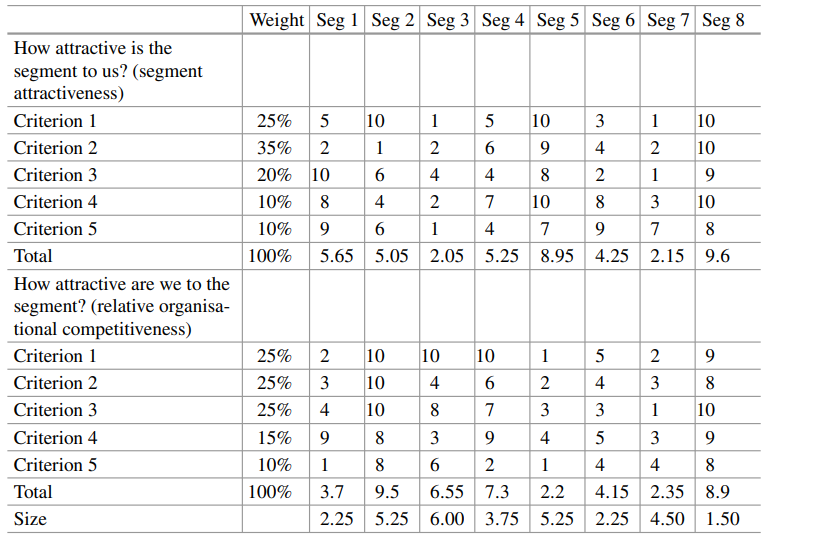 Weight Seg 1 Seg 2 Seg 3 Seg 4 Seg 5 Seg 6 Seg 7 Seg 8
How attractive is the
segment to us? (segment
attractiveness)
Criterion 1 25% 5 10 1 5 10 3 1 10
Criterion 2 35% 2 1 2 6 9 4 2 10
Criterion 3 20% 10 6 4 4 8 2 1 9
Criterion 4 10% 8 4 2 7 10 8 3 10
Criterion 5 10% 9 6 1 4 7 9 7 8
Total 100% 5.65 5.05 2.05 5.25 8.95 4.25 2.15 9.6
How attractive are we to the
segment? (relative organisa-
tional competitiveness)
Criterion 1 25% 2 10 10 10 1 5 2 9
Criterion 2 25% 3 10 4 6 2 4 3 8
Criterion 3 25% 4 10 8 7 3 3 1 10
Criterion 4 15% 9 8 3 9 4 5 3 9
Criterion 5 10% 1 8 6 2 1 4 4 8
Total 100% 3.7 9.5 6.55 7.3 2.2 4.15 2.35 8.9
Size 2.25 5.25 6.00 3.75 5.25 2.25 4.50 1.50